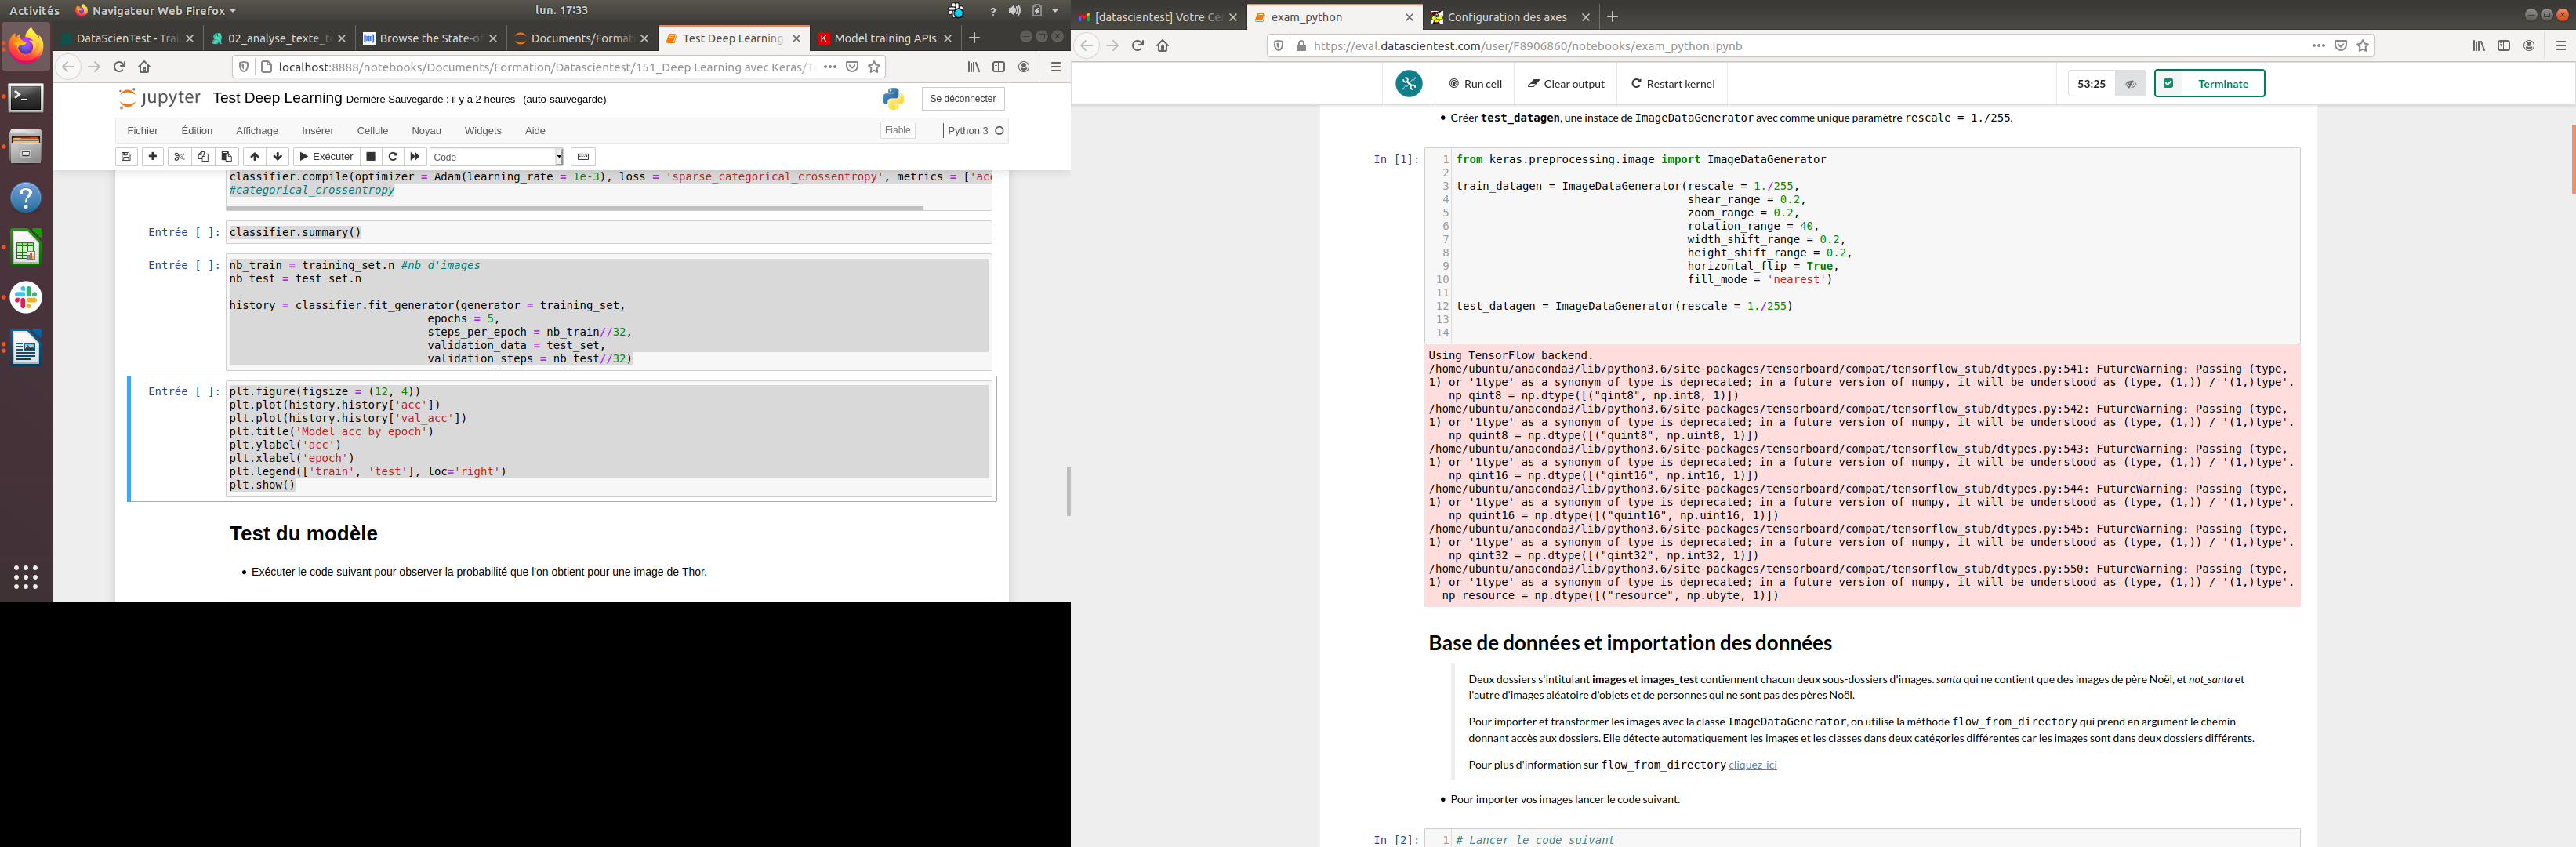 Activités
Navigateur Web Firefox
lun. 17:33
DataScienTest - Trai
02_analyse_texte_t
Browse the State-o
Documents/Format
Test Deep Learning
Model training APIs
localhost:8888/notebooks/Documents/Formation/Datascientest/151_Deep Learning avec Keras/T
jupyter Test Deep Learning Dernière Sauvegarde : il y a 2 heures (auto-sauvegardé)
Se déconnecter
Fichier Édition Affichage Insérer Cellule Noyau Widgets Aide
Fiable
Python 3
Exécuter
Code
classifier.compile(optimizer = Adam(learning_rate = 1e-3), loss = 'sparse_categorical_crossentropy', metrics = ['acc
#categorical_crossentropy
Entrée [ ]: classifier.summary()
Entrée [ ]: nb_train = training_set.n #nb d'images
nb_test = test_set.n
history = classifier.fit_generator(generator = training_set,
epochs = 5,
steps_per_epoch = nb_train//32,
validation_data = test_set,
validation_steps = nb_test//32)
Entrée [ ]: plt.figure(figsize = (12, 4))
plt.plot(history.history['acc'])
plt.plot(history.history['val_acc'])
plt.title('Model acc by epoch')
plt.ylabel('acc')
plt.xlabel('epoch')
plt.legend(['train', 'test'], loc='right')
plt.show()
Test du modèle
• Exécuter le code suivant pour observer la probabilité que l'on obtient pour une image de Thor.
[datascientest] Votre Ce
exam_python
Configuration des axes
https://eval.datascientest.com/user/F8906860/notebooks/exam_python.ipynb
Run cell
Clear output
Restart kernel
53:25
Terminate
• Créer test_datagen, une instace de ImageDataGenerator avec comme unique paramètre rescale = 1./255.
In [1]:
1 from keras.preprocessing.image import ImageDataGenerator
2
3 train_datagen = ImageDataGenerator(rescale = 1./255,
4 shear_range = 0.2,
5 zoom_range = 0.2,
6 rotation_range = 40,
7 width_shift_range = 0.2,
8 height_shift_range = 0.2,
9 horizontal_flip = True,
10 fill_mode = 'nearest')
11
12 test_datagen = ImageDataGenerator(rescale = 1./255)
13
14
Using TensorFlow backend.
/home/ubuntu/anaconda3/lib/python3.6/site-packages/tensorboard/compat/tensorflow_stub/dtypes.py:541: FutureWarning: Passing (type,
1) or '1type' as a synonym of type is deprecated; in a future version of numpy, it will be understood as (type, (1,)) / '(1,)type'.
_np_qint8 = np.dtype([("qint8", np.int8, 1)])
/home/ubuntu/anaconda3/lib/python3.6/site-packages/tensorboard/compat/tensorflow_stub/dtypes.py:542: FutureWarning: Passing (type,
1) or '1type' as a synonym of type is deprecated; in a future version of numpy, it will be understood as (type, (1,)) / '(1,)type'.
_np_quint8 = np.dtype([("quint8", np.uint8, 1)])
/home/ubuntu/anaconda3/lib/python3.6/site-packages/tensorboard/compat/tensorflow_stub/dtypes.py:543: FutureWarning: Passing (type,
1) or '1type' as a synonym of type is deprecated; in a future version of numpy, it will be understood as (type, (1,)) / '(1,)type'.
_np_qint16 = np.dtype([("qint16", np.int16, 1)])
/home/ubuntu/anaconda3/lib/python3.6/site-packages/tensorboard/compat/tensorflow_stub/dtypes.py:544: FutureWarning: Passing (type,
1) or '1type' as a synonym of type is deprecated; in a future version of numpy, it will be understood as (type, (1,)) / '(1,)type'.
_np_quint16 = np.dtype([("quint16", np.uint16, 1)])
/home/ubuntu/anaconda3/lib/python3.6/site-packages/tensorboard/compat/tensorflow_stub/dtypes.py:545: FutureWarning: Passing (type,
1) or '1type' as a synonym of type is deprecated; in a future version of numpy, it will be understood as (type, (1,)) / '(1,)type'.
_np_qint32 = np.dtype([("qint32", np.int32, 1)])
/home/ubuntu/anaconda3/lib/python3.6/site-packages/tensorboard/compat/tensorflow_stub/dtypes.py:550: FutureWarning: Passing (type,
1) or '1type' as a synonym of type is deprecated; in a future version of numpy, it will be understood as (type, (1,)) / '(1,)type'.
np_resource = np.dtype([("resource", np.ubyte, 1)])
Base de données et importation des données
Deux dossiers s'intitulant images et images_test contiennent chacun deux sous-dossiers d'images. santa qui ne contient que des images de père Noël, et not_santa et
l'autre d'images aléatoire d'objets et de personnes qui ne sont pas des pères Noël.
Pour importer et transformer les images avec la classe ImageDataGenerator, on utilise la méthode flow_from_directory qui prend en argument le chemin
donnant accès aux dossiers. Elle détecte automatiquement les images et les classes dans deux catégories différentes car les images sont dans deux dossiers différents.
Pour plus d'information sur flow_from_directory cliquez-ici
• Pour importer vos images lancer le code suivant.
In [2]:
1 # Lancer le code suivant